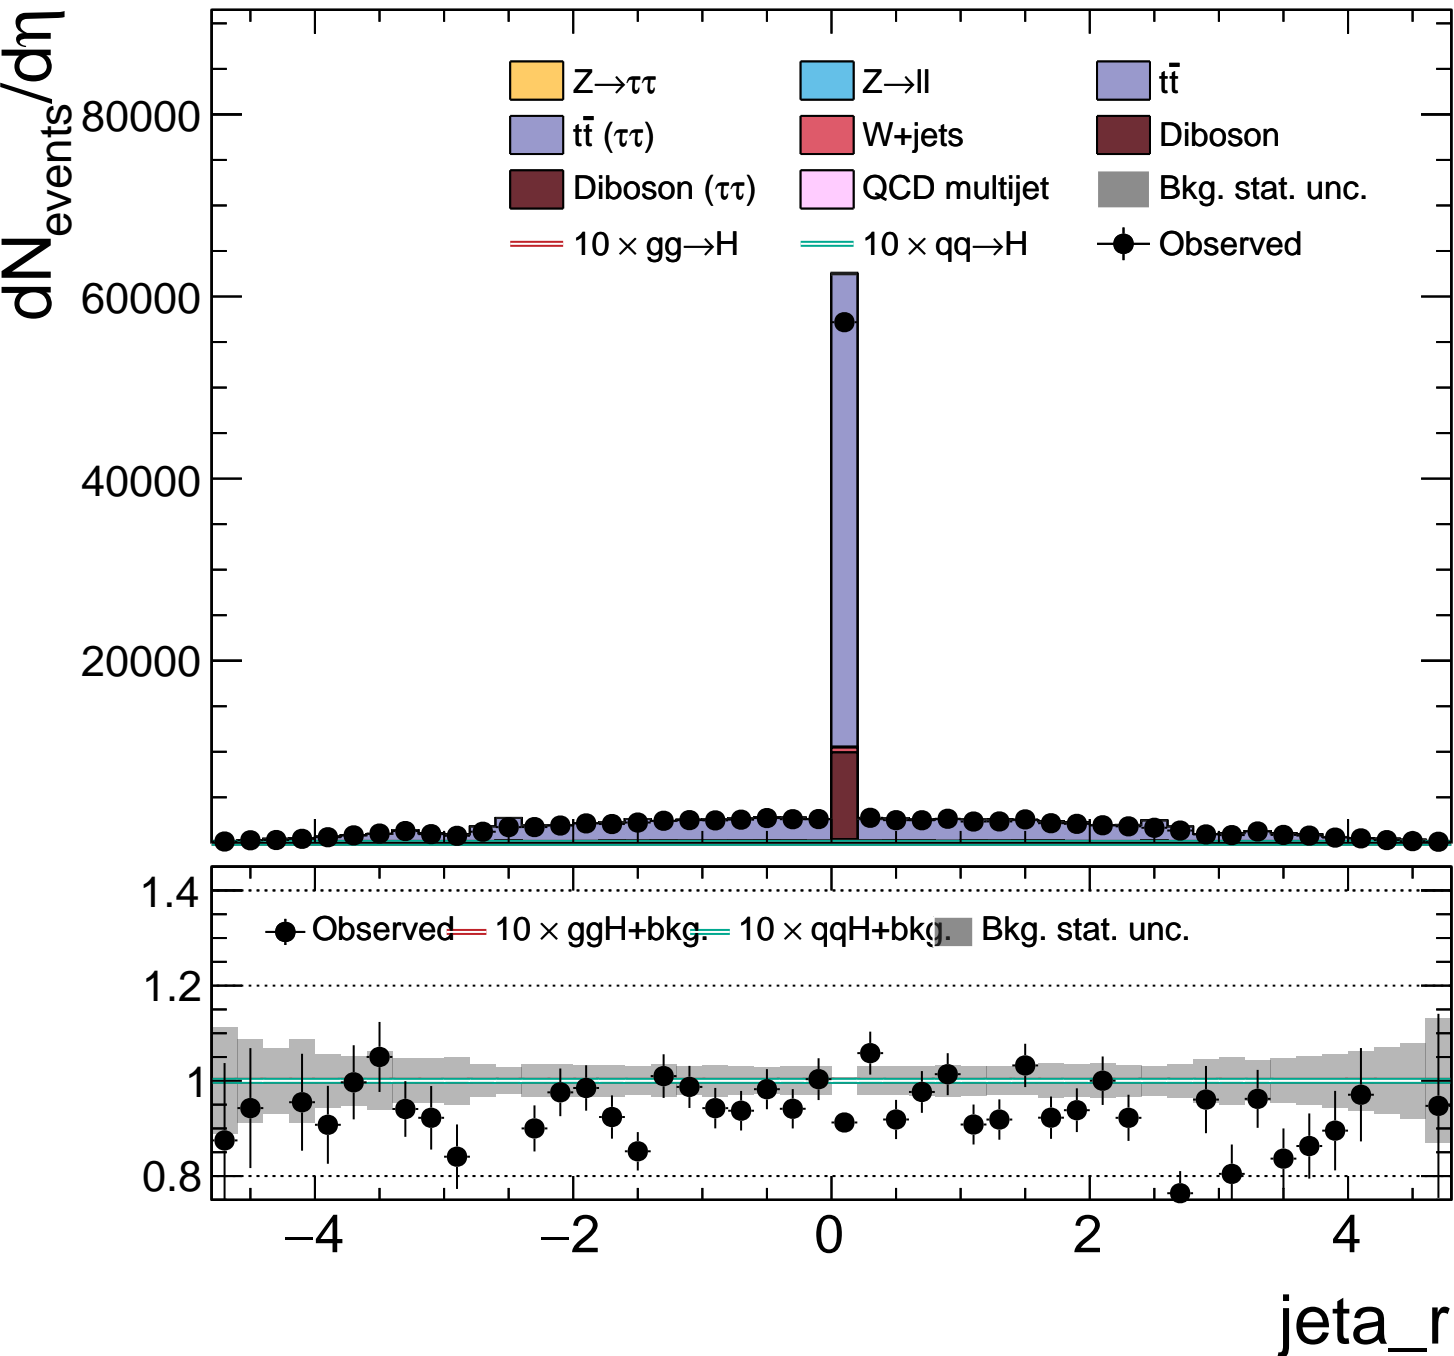 dN_events/dη
80000
60000
40000
20000
Z→ττ Z→ll tt̄
tt̄ (ττ) W+jets Diboson
Diboson (ττ) QCD multijet Bkg. stat. unc.
10 × gg→H 10 × qq→H Observed
1.4
1.2
1
0.8
Observed 10 × ggH+bkg. 10 × qqH+bkg. Bkg. stat. unc.
−4 −2 0 2 4
jeta_r